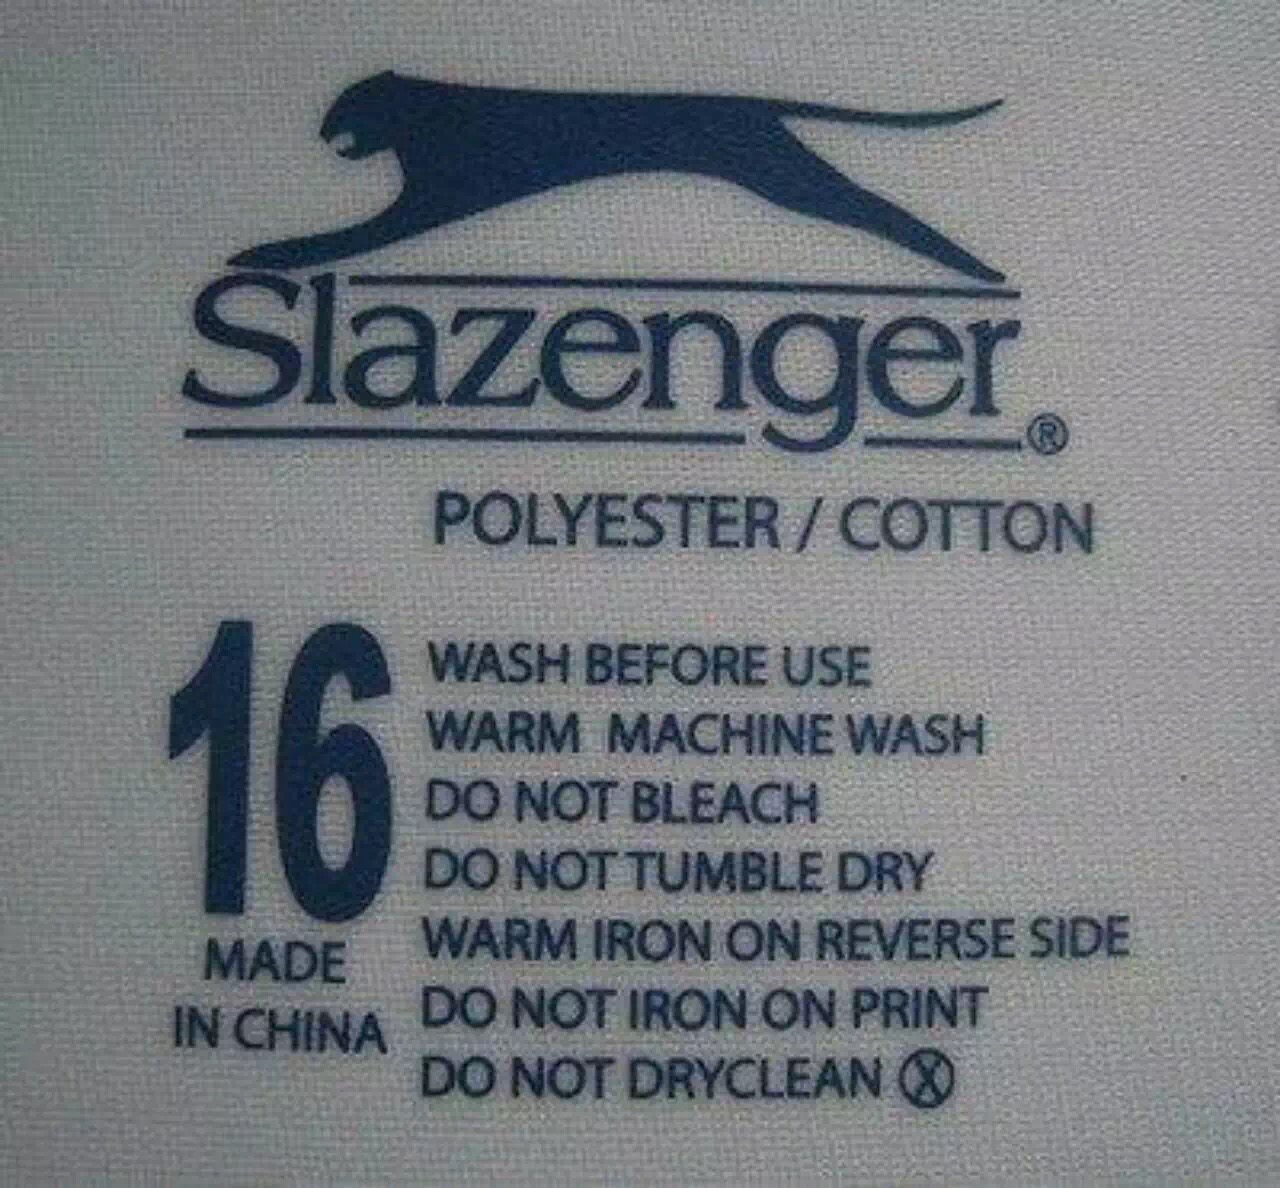 Slazenger®
POLYESTER / COTTON
16
MADE
IN CHINA
WASH BEFORE USE
WARM MACHINE WASH
DO NOT BLEACH
DO NOT TUMBLE DRY
WARM IRON ON REVERSE SIDE
DO NOT IRON ON PRINT
DO NOT DRYCLEAN Ⓧ